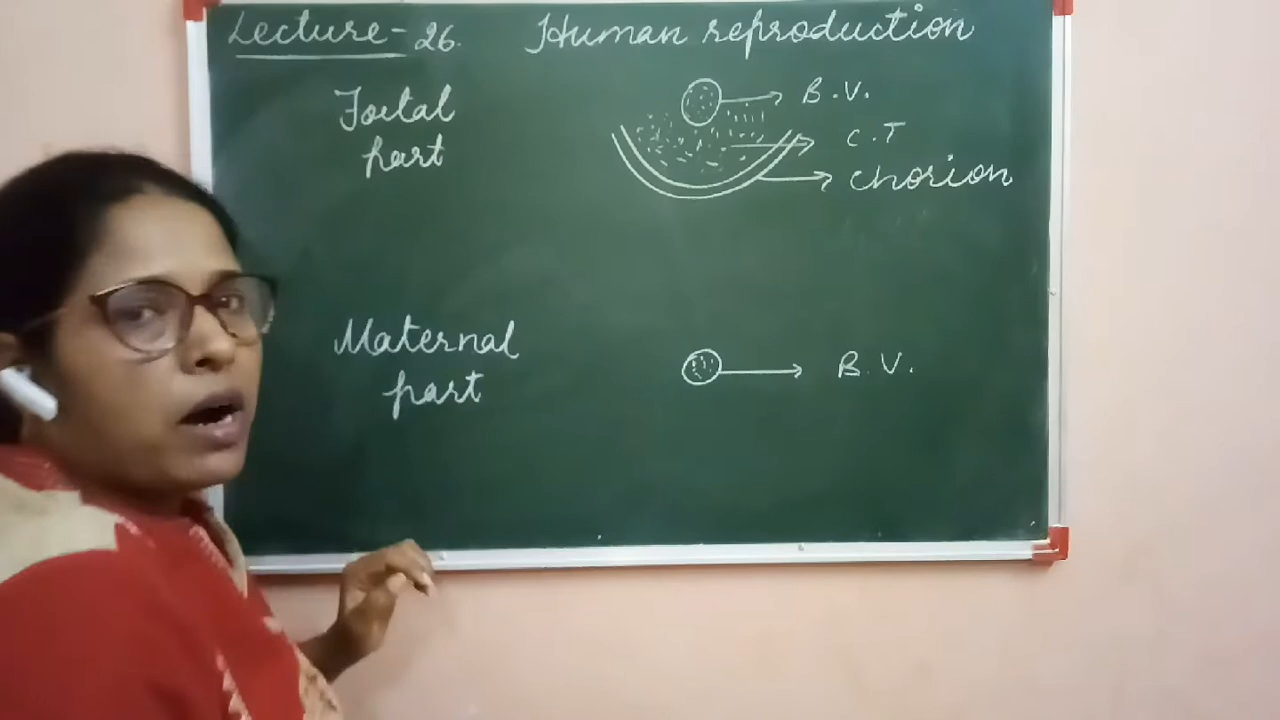 Lecture-26. Human reproduction
Foetal
part
B.V.
C.T
chorion
Maternal
part
B.V.